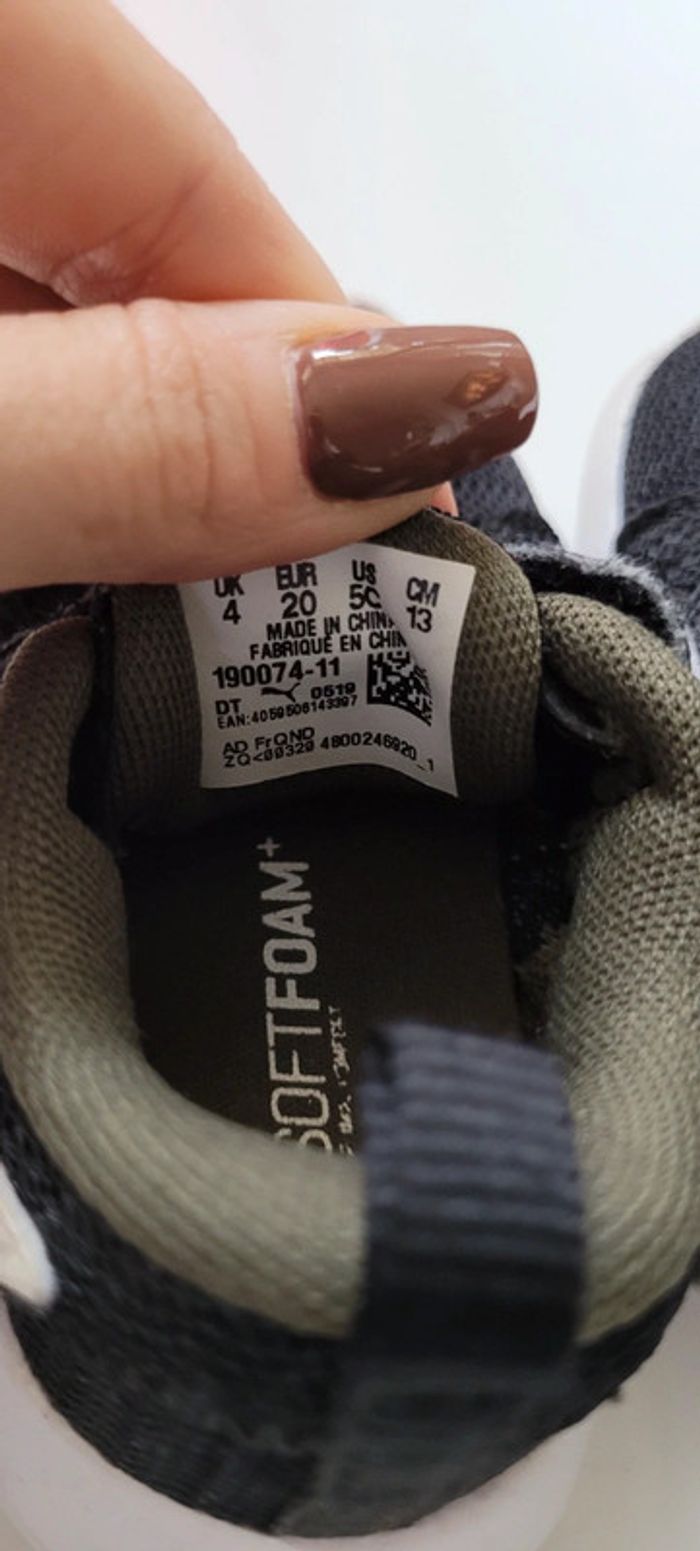 UK EUR US CM
4 20 5C 13
MADE IN CHINA
FABRIQUÉ EN CHIN
190074-11
DT 0519
EAN:4059506143397
AD FrQND
ZQ<00329 4800246920_1
SOFTFOAM+